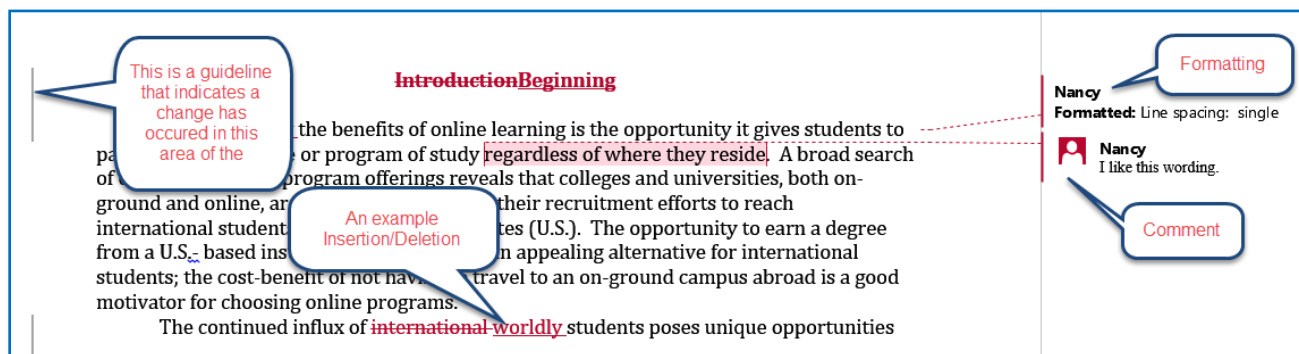 This is a guideline
that indicates a
change has
occured in this
area of the
IntroductionBeginning
the benefits of online learning is the opportunity it gives students to
or program of study regardless of where they reside. A broad search
of program offerings reveals that colleges and universities, both on-
ground and online, their recruitment efforts to reach
international (U.S.). The opportunity to earn a degree
from a U.S.- based appealing alternative for international
students; the cost-benefit of not travel to an on-ground campus abroad is a good
motivator for choosing online programs.
The continued influx of international worldly students poses unique opportunities
An example
Insertion/Deletion
Formatting
Nancy
Formatted: Line spacing: single
Nancy
I like this wording.
Comment